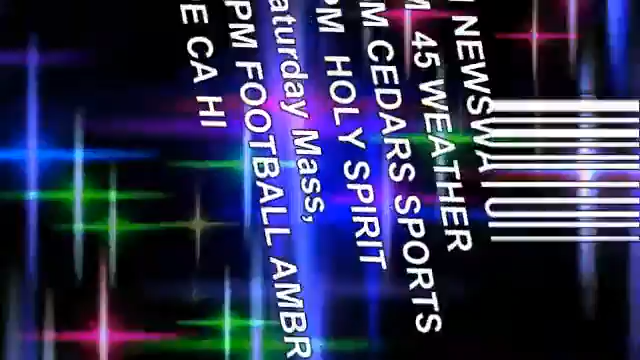 NEWSWA
M 45 WEATHER
M CEDARS SPORTS
PM HOLY SPIRIT
aturday Mass,
PM FOOTBALL AMBR
E CA HI